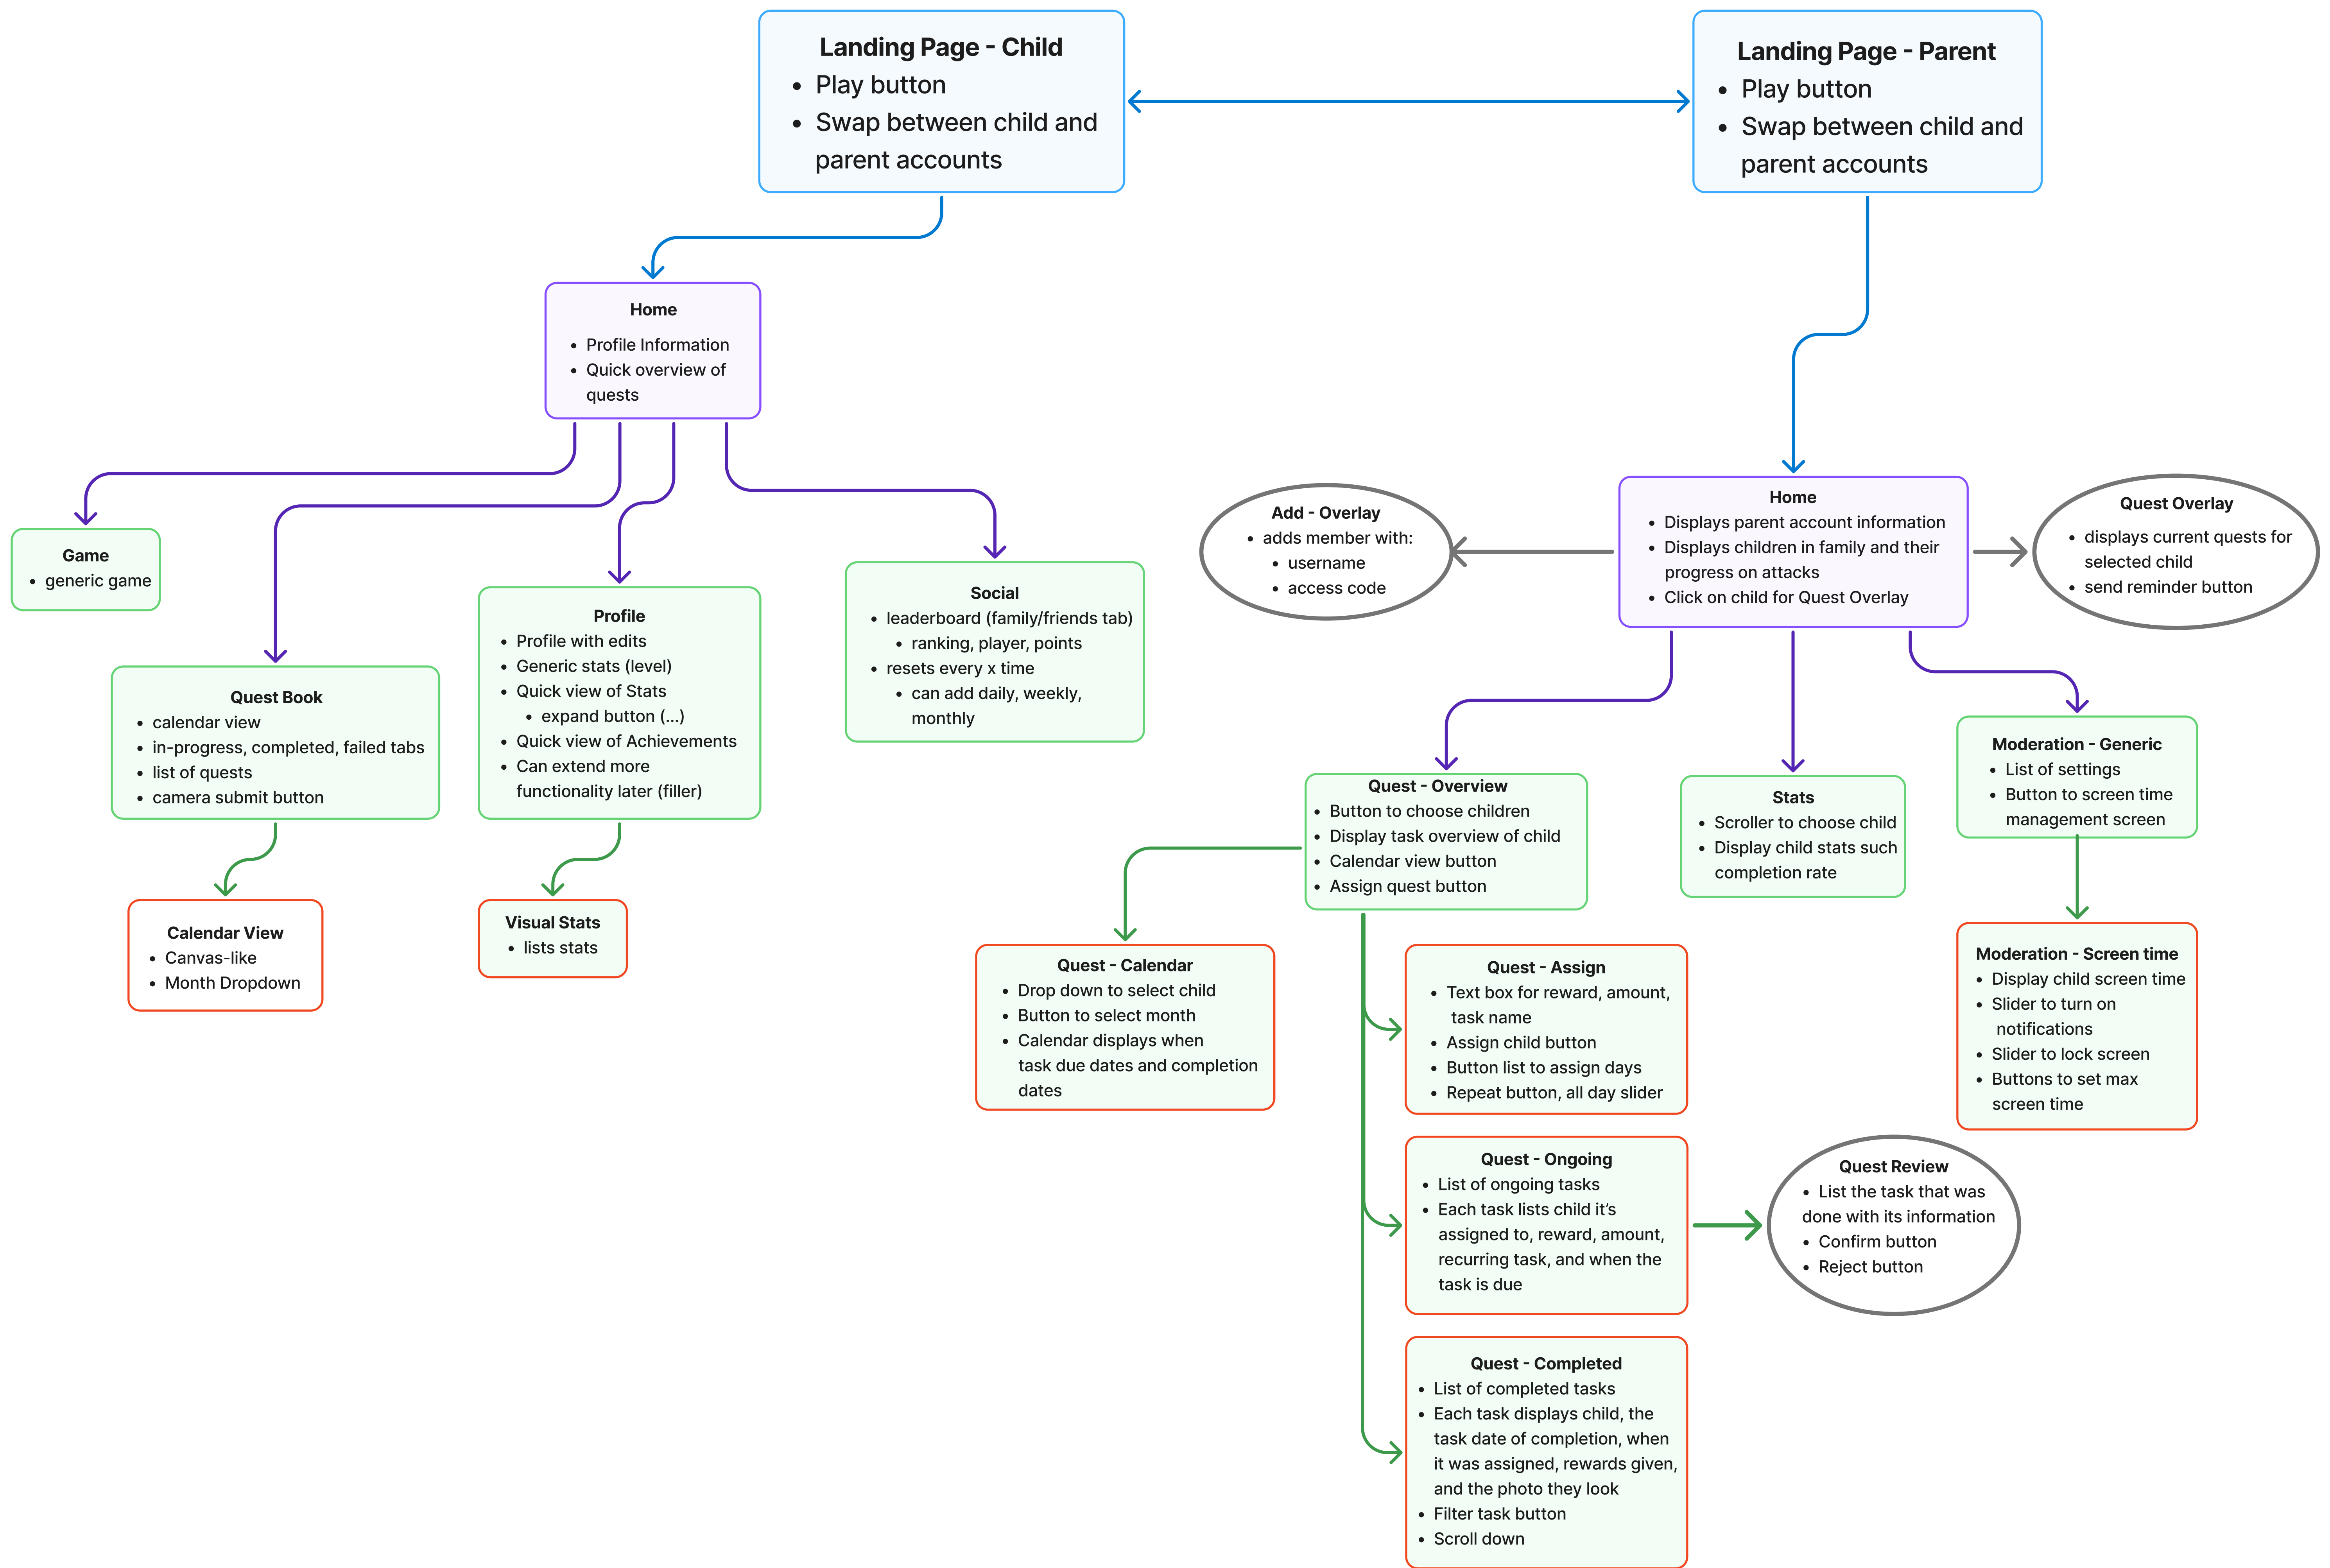 Landing Page - Child
• Play button
• Swap between child and
parent accounts
Landing Page - Parent
• Play button
• Swap between child and
parent accounts
Home
• Profile Information
• Quick overview of
quests
Game
• generic game
Quest Book
• calendar view
• in-progress, completed, failed tabs
• list of quests
• camera submit button
Profile
• Profile with edits
• Generic stats (level)
• Quick view of Stats
• expand button (...)
• Quick view of Achievements
• Can extend more
functionality later (filler)
Social
• leaderboard (family/friends tab)
• ranking, player, points
• resets every x time
• can add daily, weekly,
monthly
Calendar View
• Canvas-like
• Month Dropdown
Visual Stats
• lists stats
Add - Overlay
• adds member with:
• username
• access code
Home
• Displays parent account information
• Displays children in family and their
progress on attacks
• Click on child for Quest Overlay
Quest Overlay
• displays current quests for
selected child
• send reminder button
Quest - Overview
• Button to choose children
• Display task overview of child
• Calendar view button
• Assign quest button
Stats
• Scroller to choose child
• Display child stats such
completion rate
Moderation - Generic
• List of settings
• Button to screen time
management screen
Quest - Calendar
• Drop down to select child
• Button to select month
• Calendar displays when
task due dates and completion
dates
Quest - Assign
• Text box for reward, amount,
task name
• Assign child button
• Button list to assign days
• Repeat button, all day slider
Moderation - Screen time
• Display child screen time
• Slider to turn on
notifications
• Slider to lock screen
• Buttons to set max
screen time
Quest - Ongoing
• List of ongoing tasks
• Each task lists child it's
assigned to, reward, amount,
recurring task, and when the
task is due
Quest Review
• List the task that was
done with its information
• Confirm button
• Reject button
Quest - Completed
• List of completed tasks
• Each task displays child, the
task date of completion, when
it was assigned, rewards given,
and the photo they look
• Filter task button
• Scroll down